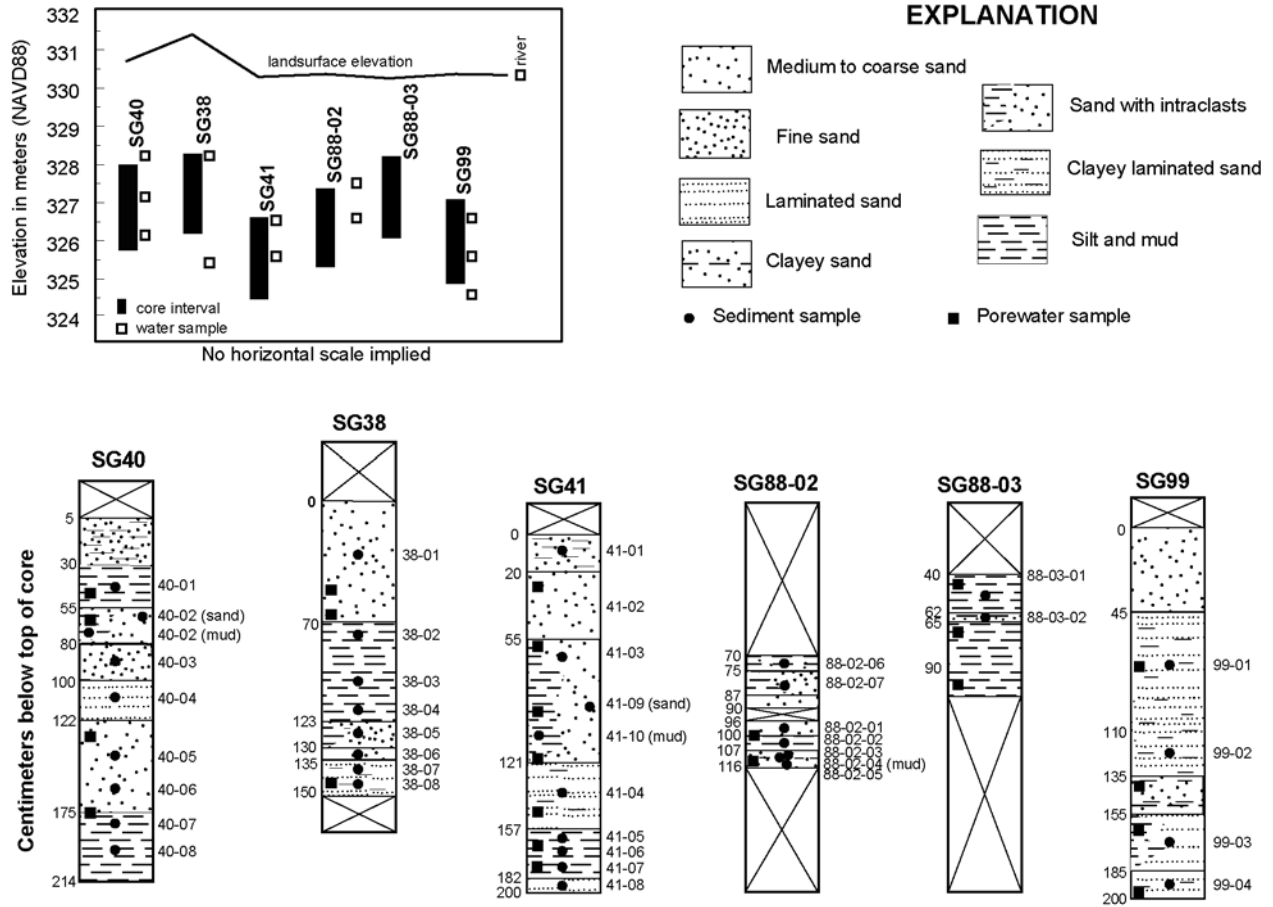 332
331
330
329
328
327
326
325
324
Elevation in meters (NAVD88)
landsurface elevation
river
SG40
SG38
SG41
SG88-02
SG88-03
SG99
core interval
water sample
No horizontal scale implied
EXPLANATION
Medium to coarse sand
Fine sand
Laminated sand
Clayey sand
Sand with intraclasts
Clayey laminated sand
Silt and mud
Sediment sample
Porewater sample
Centimeters below top of core
SG40
5
30
55
80
100
122
175
214
40-01
40-02 (sand)
40-02 (mud)
40-03
40-04
40-05
40-06
40-07
40-08
SG38
0
70
123
130
135
150
38-01
38-02
38-03
38-04
38-05
38-06
38-07
38-08
SG41
0
20
55
121
157
182
200
41-01
41-02
41-03
41-09 (sand)
41-10 (mud)
41-04
41-05
41-06
41-07
41-08
SG88-02
70
75
87
90
96
100
107
116
88-02-06
88-02-07
88-02-01
88-02-02
88-02-03
88-02-04 (mud)
88-02-05
SG88-03
40
62
65
90
88-03-01
88-03-02
SG99
0
45
110
135
155
185
200
99-01
99-02
99-03
99-04